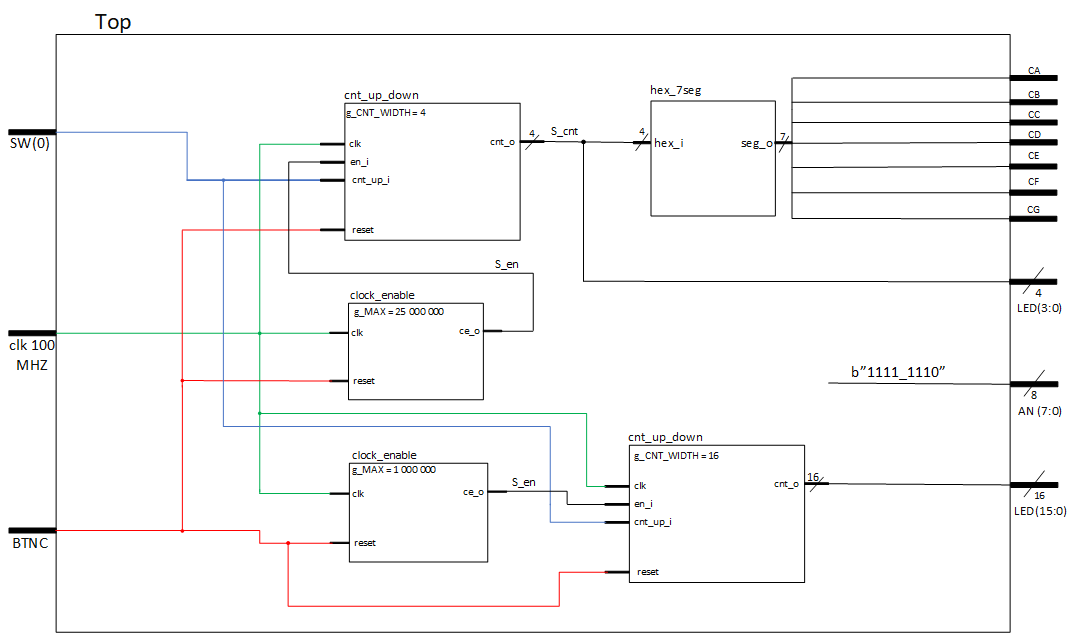 Top
SW(0)
clk 100
MHZ
BTNC
cnt_up_down
g_CNT_WIDTH = 4
clk
en_i
cnt_up_i
reset
cnt_o
4
S_cnt
4
hex_7seg
hex_i
seg_o
7
CA
CB
CC
CD
CE
CF
CG
4
LED(3:0)
S_en
clock_enable
g_MAX = 25 000 000
clk
ce_o
reset
b”1111_1110”
8
AN (7:0)
clock_enable
g_MAX = 1 000 000
clk
ce_o
reset
S_en
cnt_up_down
g_CNT_WIDTH = 16
clk
en_i
cnt_up_i
reset
cnt_o
16
16
LED(15:0)